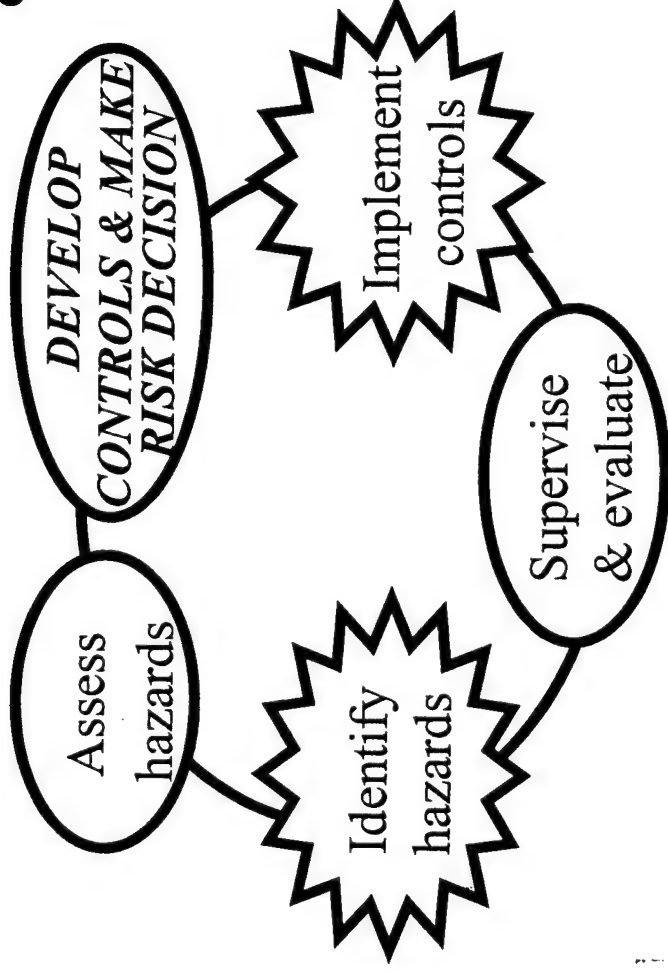 Identify
hazards
Assess
hazards
DEVELOP
CONTROLS & MAKE
RISK DECISION
Implement
controls
Supervise
& evaluate